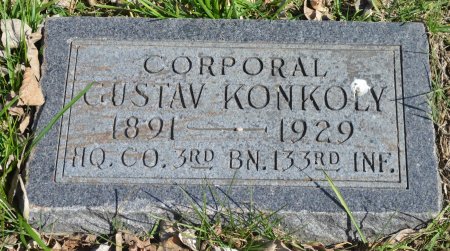 CORPORAL
GUSTAV KONKOLY
1891 — 1929
HQ. CO. 3RD BN. 133RD INF.